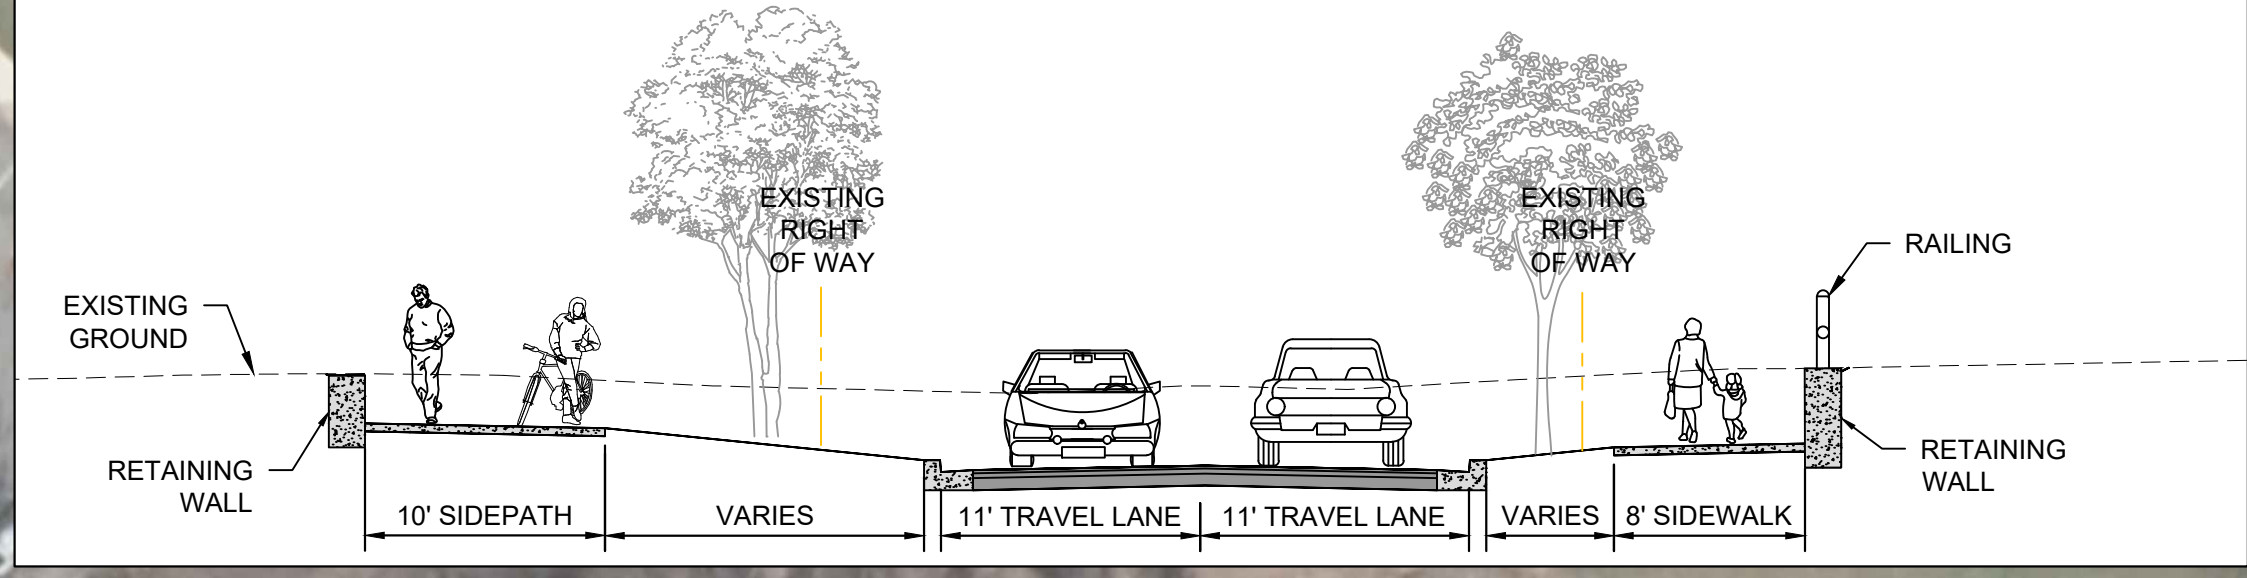 EXISTING
RIGHT
OF WAY
EXISTING
RIGHT
OF WAY
RAILING
EXISTING
GROUND
RETAINING
WALL
RETAINING
WALL
10' SIDEPATH
VARIES
11' TRAVEL LANE
11' TRAVEL LANE
VARIES
8' SIDEWALK